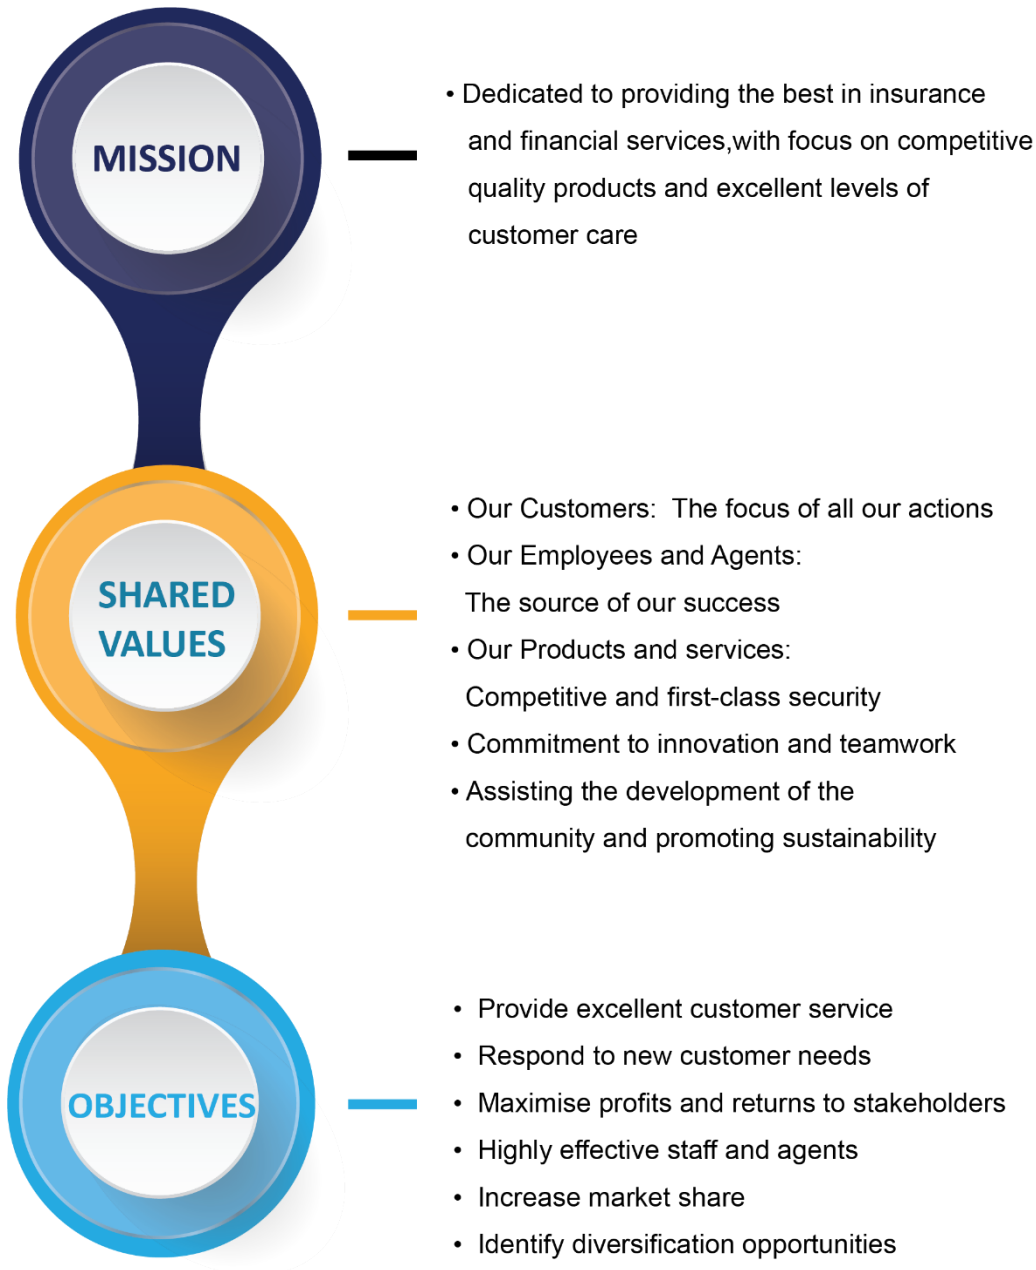 MISSION
• Dedicated to providing the best in insurance
and financial services,with focus on competitive
quality products and excellent levels of
customer care
SHARED
VALUES
• Our Customers:  The focus of all our actions
• Our Employees and Agents:
The source of our success
• Our Products and services:
Competitive and first-class security
• Commitment to innovation and teamwork
• Assisting the development of the
community and promoting sustainability
OBJECTIVES
• Provide excellent customer service
• Respond to new customer needs
• Maximise profits and returns to stakeholders
• Highly effective staff and agents
• Increase market share
• Identify diversification opportunities